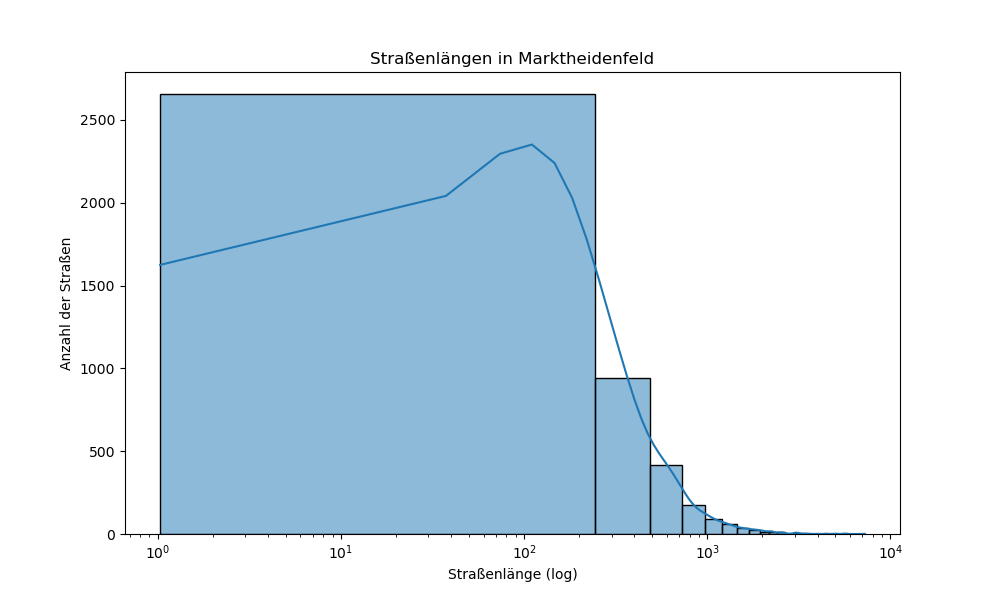 Straßenlängen in Marktheidenfeld
Anzahl der Straßen
2500
2000
1500
1000
500
0
10⁰ 10¹ 10² 10³ 10⁴
Straßenlänge (log)